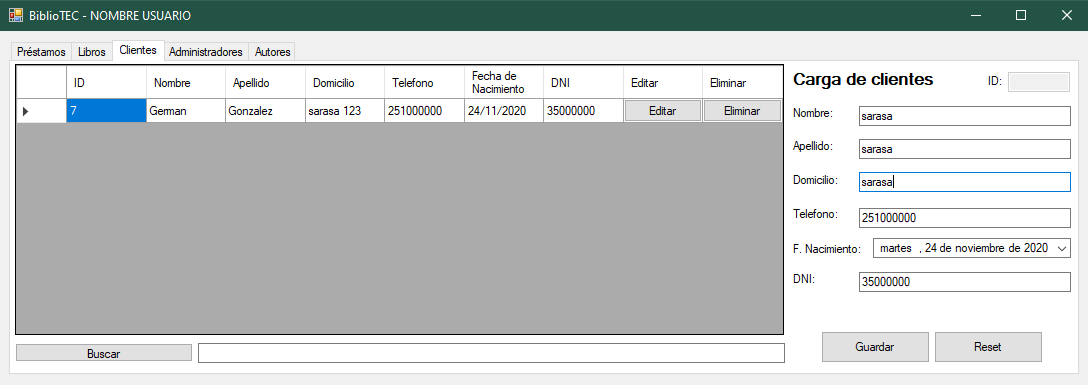 BiblioTEC - NOMBRE USUARIO
Préstamos Libros Clientes Administradores Autores
ID Nombre Apellido Domicilio Telefono Fecha de Nacimiento DNI Editar Eliminar
7 German Gonzalez sarasa 123 251000000 24/11/2020 35000000 Editar Eliminar
Buscar
Carga de clientes ID:
Nombre: sarasa
Apellido: sarasa
Domicilio: sarasa
Telefono: 251000000
F. Nacimiento: martes , 24 de noviembre de 2020
DNI: 35000000
Guardar Reset